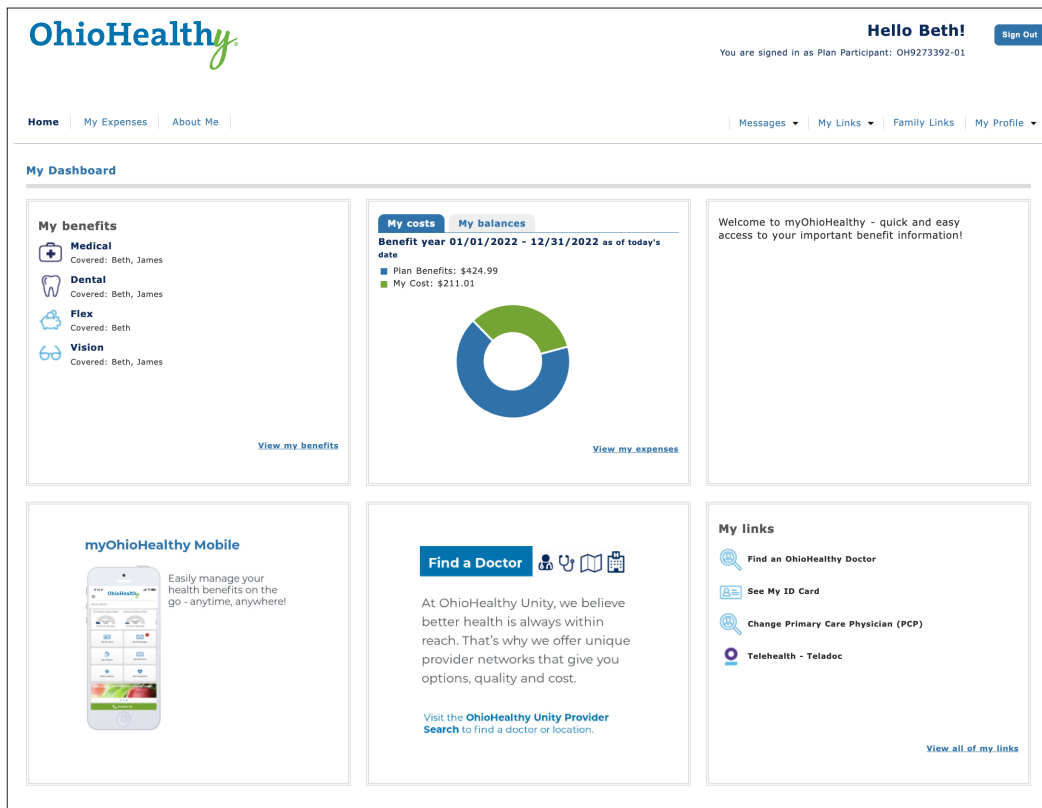 OhioHealthy
Hello Beth!
Sign Out
You are signed in as Plan Participant: OH9273392-01
Home
My Expenses
About Me
Messages
My Links
Family Links
My Profile
My Dashboard
My benefits
Medical
Covered: Beth, James
Dental
Covered: Beth, James
Flex
Covered: Beth
Vision
Covered: Beth, James
View my benefits
My costs
My balances
Benefit year 01/01/2022 - 12/31/2022 as of today's
date
Plan Benefits: $424.99
My Cost: $211.01
View my expenses
Welcome to myOhioHealthy - quick and easy
access to your important benefit information!
myOhioHealthy Mobile
Easily manage your
health benefits on the
go - anytime, anywhere!
OhioHealthy
Find a Doctor
At OhioHealthy Unity, we believe
better health is always within
reach. That's why we offer unique
provider networks that give you
options, quality and cost.
Visit the OhioHealthy Unity Provider
Search to find a doctor or location.
My links
Find an OhioHealthy Doctor
See My ID Card
Change Primary Care Physician (PCP)
Telehealth - Teladoc
View all of my links